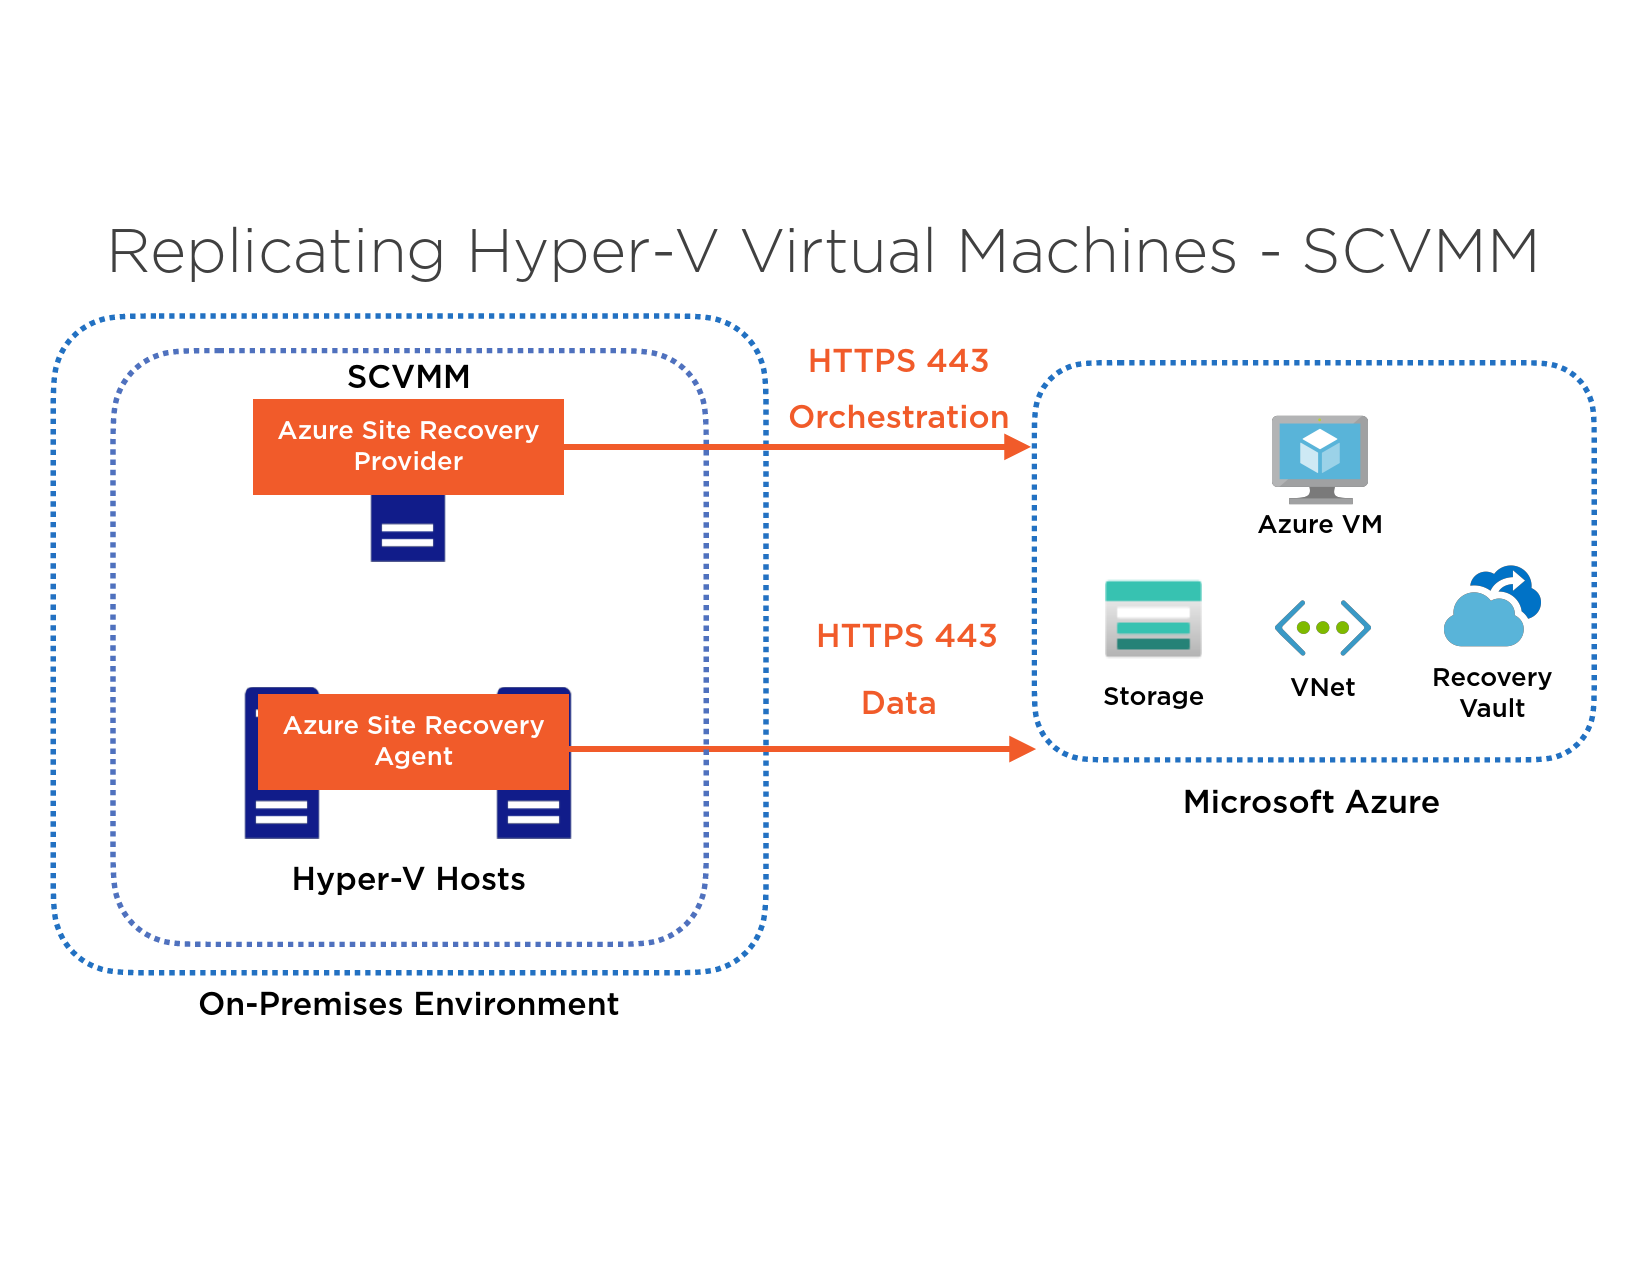 Replicating Hyper-V Virtual Machines - SCVMM
SCVMM
Azure Site Recovery
Provider
HTTPS 443
Orchestration
Azure VM
Storage
VNet
Recovery
Vault
HTTPS 443
Data
Azure Site Recovery
Agent
Microsoft Azure
Hyper-V Hosts
On-Premises Environment